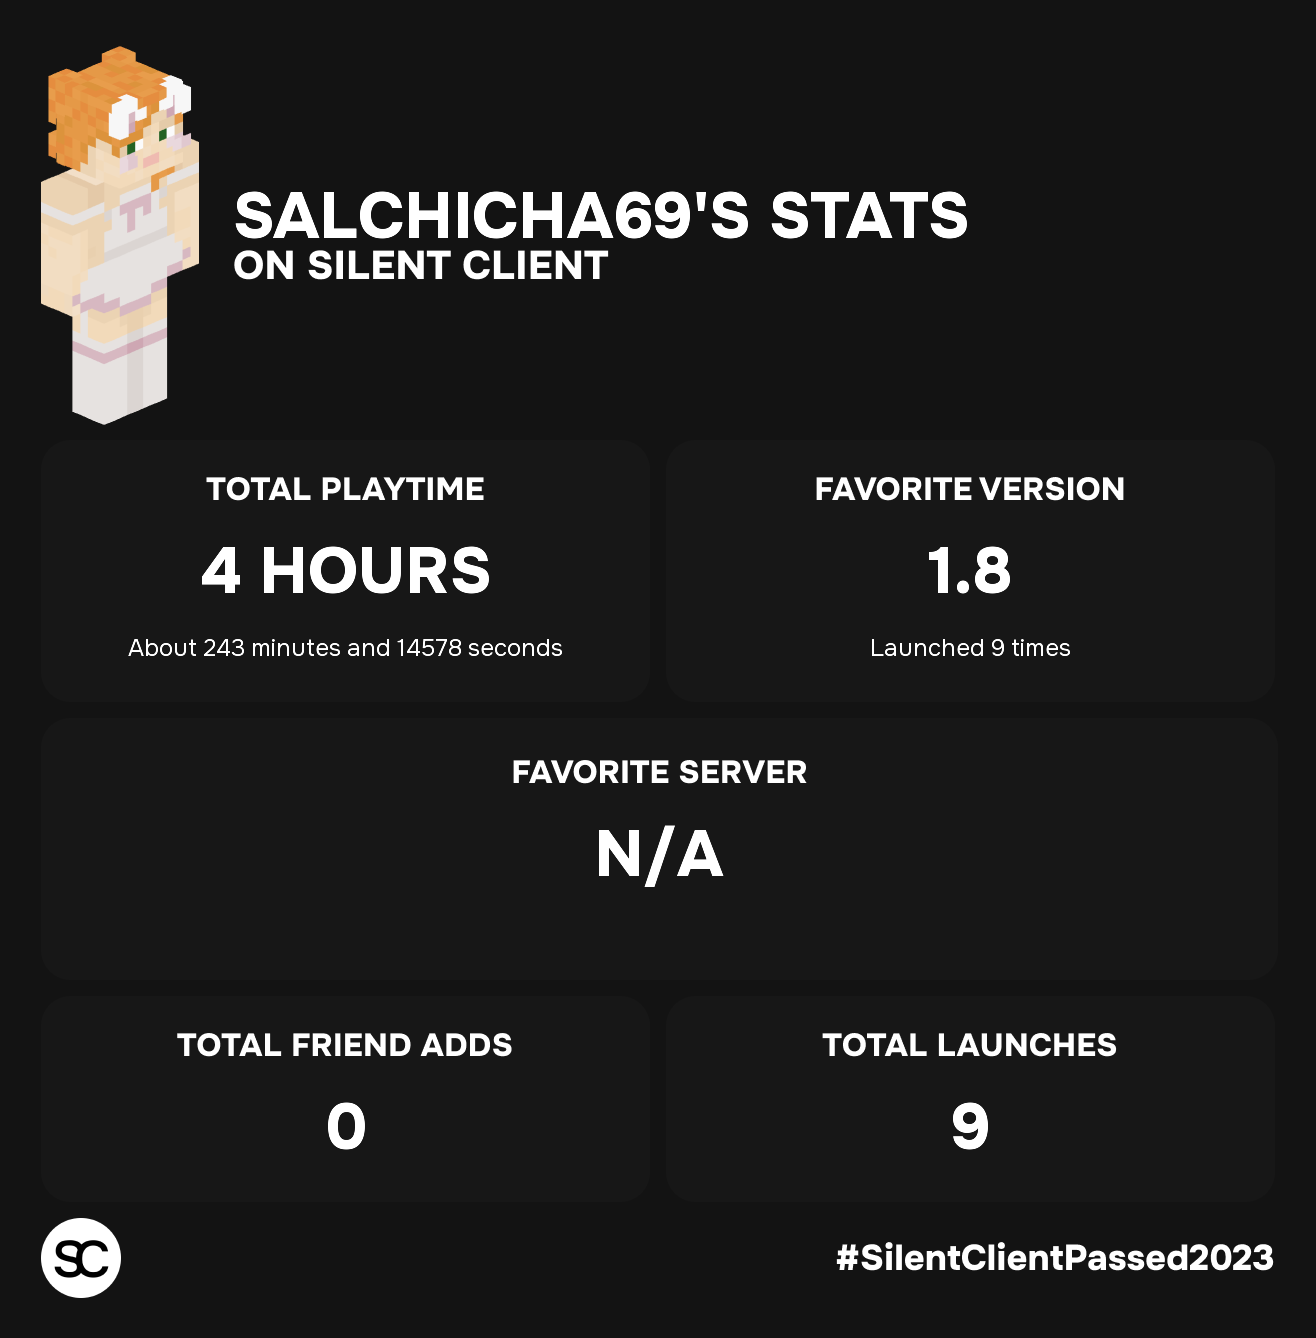 SALCHICHA69'S STATS
ON SILENT CLIENT
TOTAL PLAYTIME
4 HOURS
About 243 minutes and 14578 seconds
FAVORITE VERSION
1.8
Launched 9 times
FAVORITE SERVER
N/A
TOTAL FRIEND ADDS
0
TOTAL LAUNCHES
9
SC
#SilentClientPassed2023